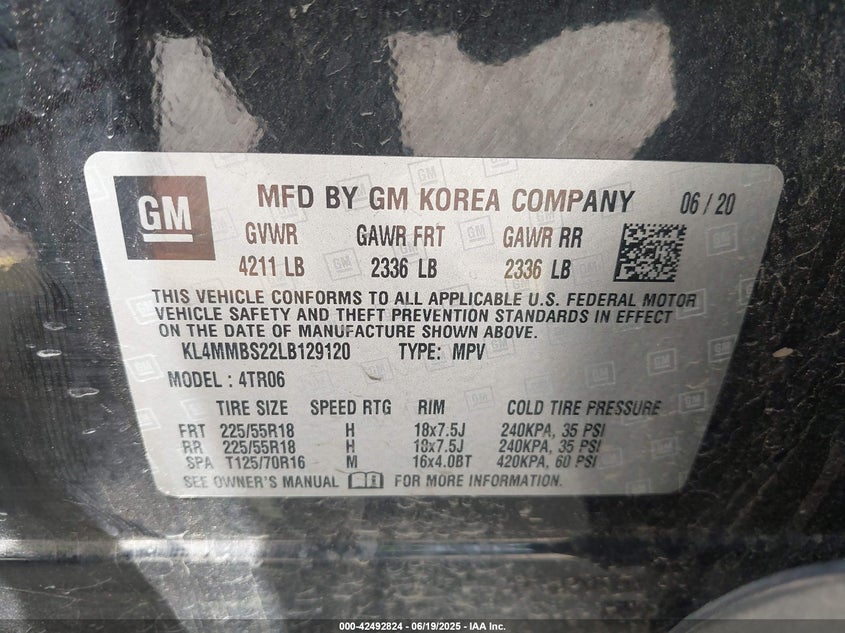 GM
MFD BY GM KOREA COMPANY 06 / 20
GVWR GAWR FRT GAWR RR
4211 LB 2336 LB 2336 LB
THIS VEHICLE CONFORMS TO ALL APPLICABLE U.S. FEDERAL MOTOR
VEHICLE SAFETY AND THEFT PREVENTION STANDARDS IN EFFECT
ON THE DATE OF MANUFACTURE SHOWN ABOVE.
KL4MMBS22LB129120 TYPE: MPV
MODEL : 4TR06
TIRE SIZE SPEED RTG RIM COLD TIRE PRESSURE
FRT 225/55R18 H 18x7.5J 240KPA, 35 PSI
RR 225/55R18 H 18x7.5J 240KPA, 35 PSI
SPA T125/70R16 M 16x4.0BT 420KPA, 60 PSI
SEE OWNER'S MANUAL FOR MORE INFORMATION.
000-42492824 / 06/19/2025 - IAA Inc.